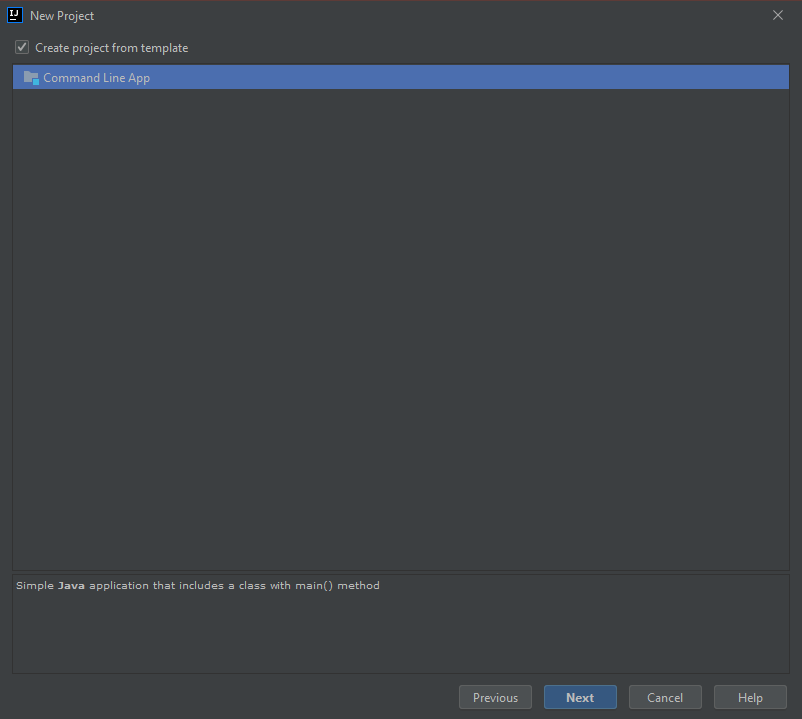 IJ
New Project
Create project from template
Command Line App
Simple Java application that includes a class with main() method
Previous
Next
Cancel
Help